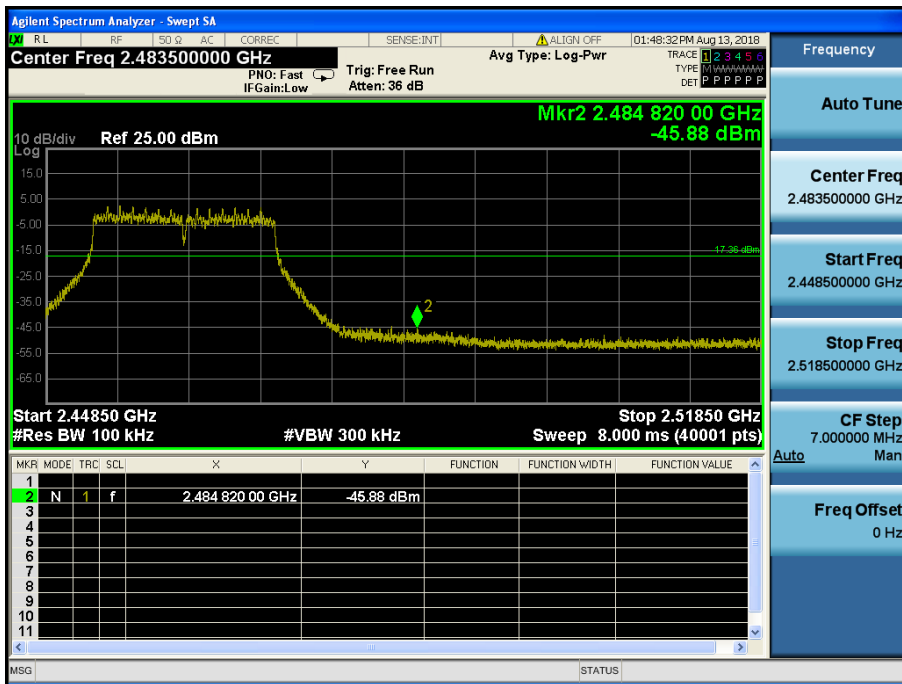 Agilent Spectrum Analyzer - Swept SA
LXI RL RF 50 Ω AC CORREC SENSE:INT ALIGN OFF 01:48:32 PM Aug 13, 2018
Center Freq 2.483500000 GHz
PNO: Fast
IFGain:Low
Trig: Free Run
Atten: 36 dB
Avg Type: Log-Pwr
TRACE 1 2 3 4 5 6
TYPE M W W W W W
DET P P P P P P
Mkr2 2.484 820 00 GHz
-45.88 dBm
10 dB/div Ref 25.00 dBm
Log
15.0
5.00
-5.00
-15.0
-17.36 dBm
-25.0
-35.0
2
-45.0
-55.0
-65.0
Start 2.44850 GHz Stop 2.51850 GHz
#Res BW 100 kHz #VBW 300 kHz Sweep 8.000 ms (40001 pts)
MKR MODE TRC SCL X Y FUNCTION FUNCTION WIDTH FUNCTION VALUE
1
2 N 1 f 2.484 820 00 GHz -45.88 dBm
3
4
5
6
7
8
9
10
11
MSG STATUS
Frequency
Auto Tune
Center Freq
2.483500000 GHz
Start Freq
2.448500000 GHz
Stop Freq
2.518500000 GHz
CF Step
7.000000 MHz
Auto Man
Freq Offset
0 Hz